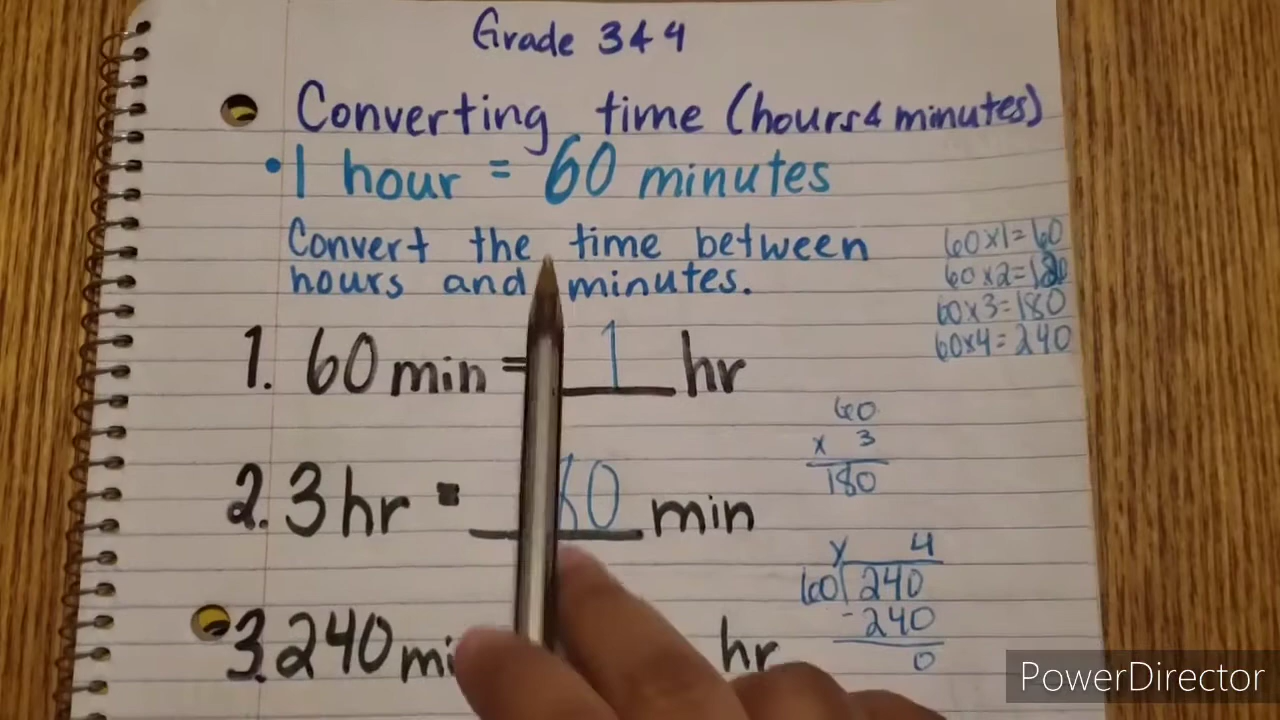 Grade 3 & 4
Converting time (hours & minutes)
• 1 hour = 60 minutes
Convert the time between
hours and minutes.
60x1=60
60x2=120
60x3=180
60x4=240
1. 60 min = 1 hr
2. 3 hr = min
60
x 3
180
3. 240 hr
4
60 240
-240
0
PowerDirector